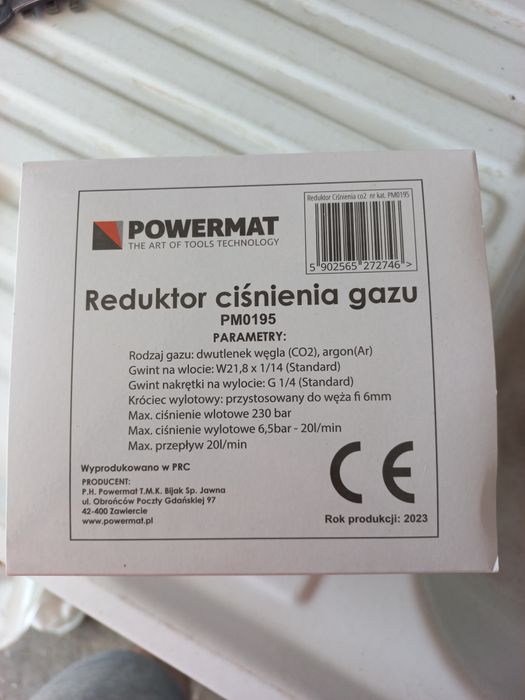 POWERMAT
THE ART OF TOOLS TECHNOLOGY
Reduktor Ciśnienia co2 nr kat. PM0195
5 902565 272746 >
Reduktor ciśnienia gazu
PM0195
PARAMETRY:
Rodzaj gazu: dwutlenek węgla (CO2), argon(Ar)
Gwint na wlocie: W21,8 x 1/14 (Standard)
Gwint nakrętki na wylocie: G 1/4 (Standard)
Króciec wylotowy: przystosowany do węża fi 6mm
Max. ciśnienie wlotowe 230 bar
Max. ciśnienie wylotowe 6,5bar - 20l/min
Max. przepływ 20l/min
Wyprodukowano w PRC
PRODUCENT:
P.H. Powermat T.M.K. Bijak Sp. Jawna
ul. Obrońców Poczty Gdańskiej 97
42-400 Zawiercie
www.powermat.pl
CE
Rok produkcji: 2023